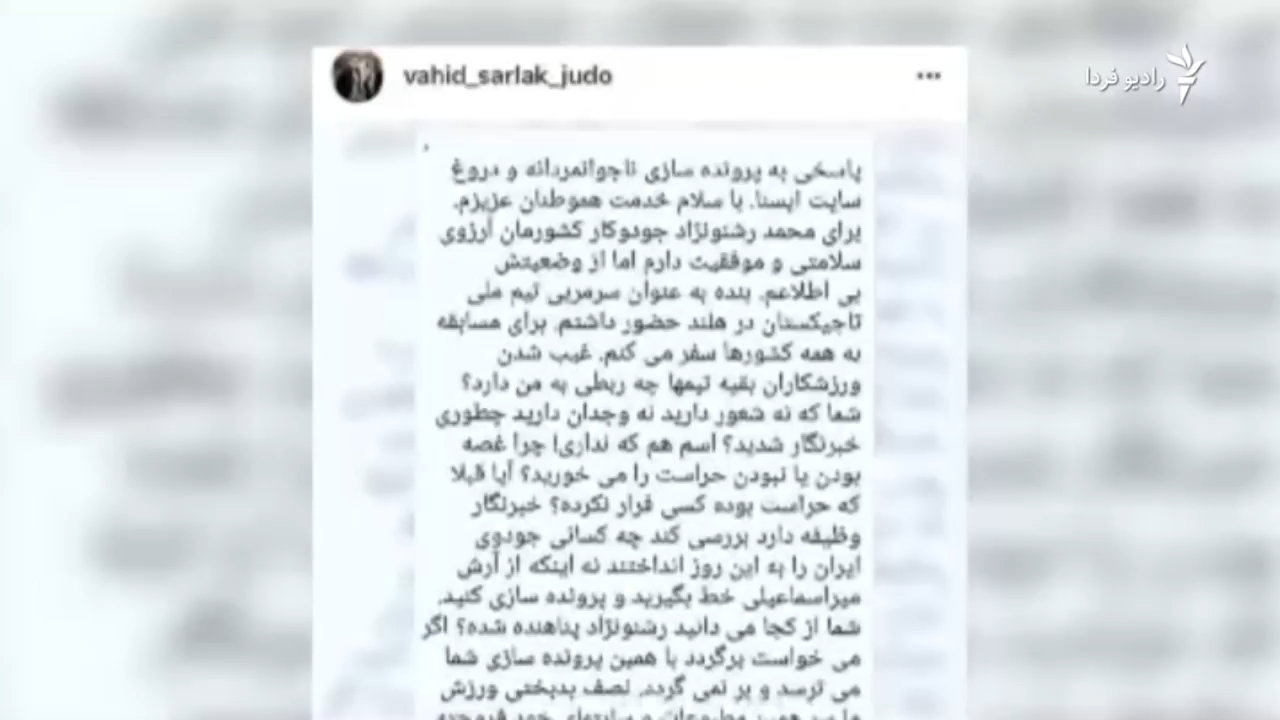 vahid_sarlak_judo
رادیو فردا
پاسخی به پرونده سازی ناجوانمردانه و دروغ
سایت ایسنا. با سلام خدمت هموطنان عزیزم.
برای محمد رشنونژاد جودوکار کشورمان آرزوی
سلامتی و موفقیت دارم اما از وضعیتش
بی اطلاعم. بنده به عنوان سرمربی تیم ملی
تاجیکستان در هلند حضور داشتم. برای مسابقه
به همه کشورها سفر می کنم. غیب شدن
ورزشکاران بقیه تیمها چه ربطی به من دارد؟
شما که نه شعور دارید نه وجدان دارید چطوری
خبرنگار شدید؟ اسم هم که نداری! چرا غصه
بودن یا نبودن حراست را می خورید؟ آیا قبلا
که حراست بوده کسی فرار نکرده؟ خبرنگار
وظیفه دارد بررسی کند چه کسانی جودوی
ایران را به این روز انداختند نه اینکه از آرش
میراسماعیلی خط بگیرید و پرونده سازی کنید.
شما از کجا می دانید رشنونژاد پناهنده شده؟ اگر
می خواست برگردد با همین پرونده سازی شما
می ترسد و بر نمی گردد. نصف بدبختی ورزش